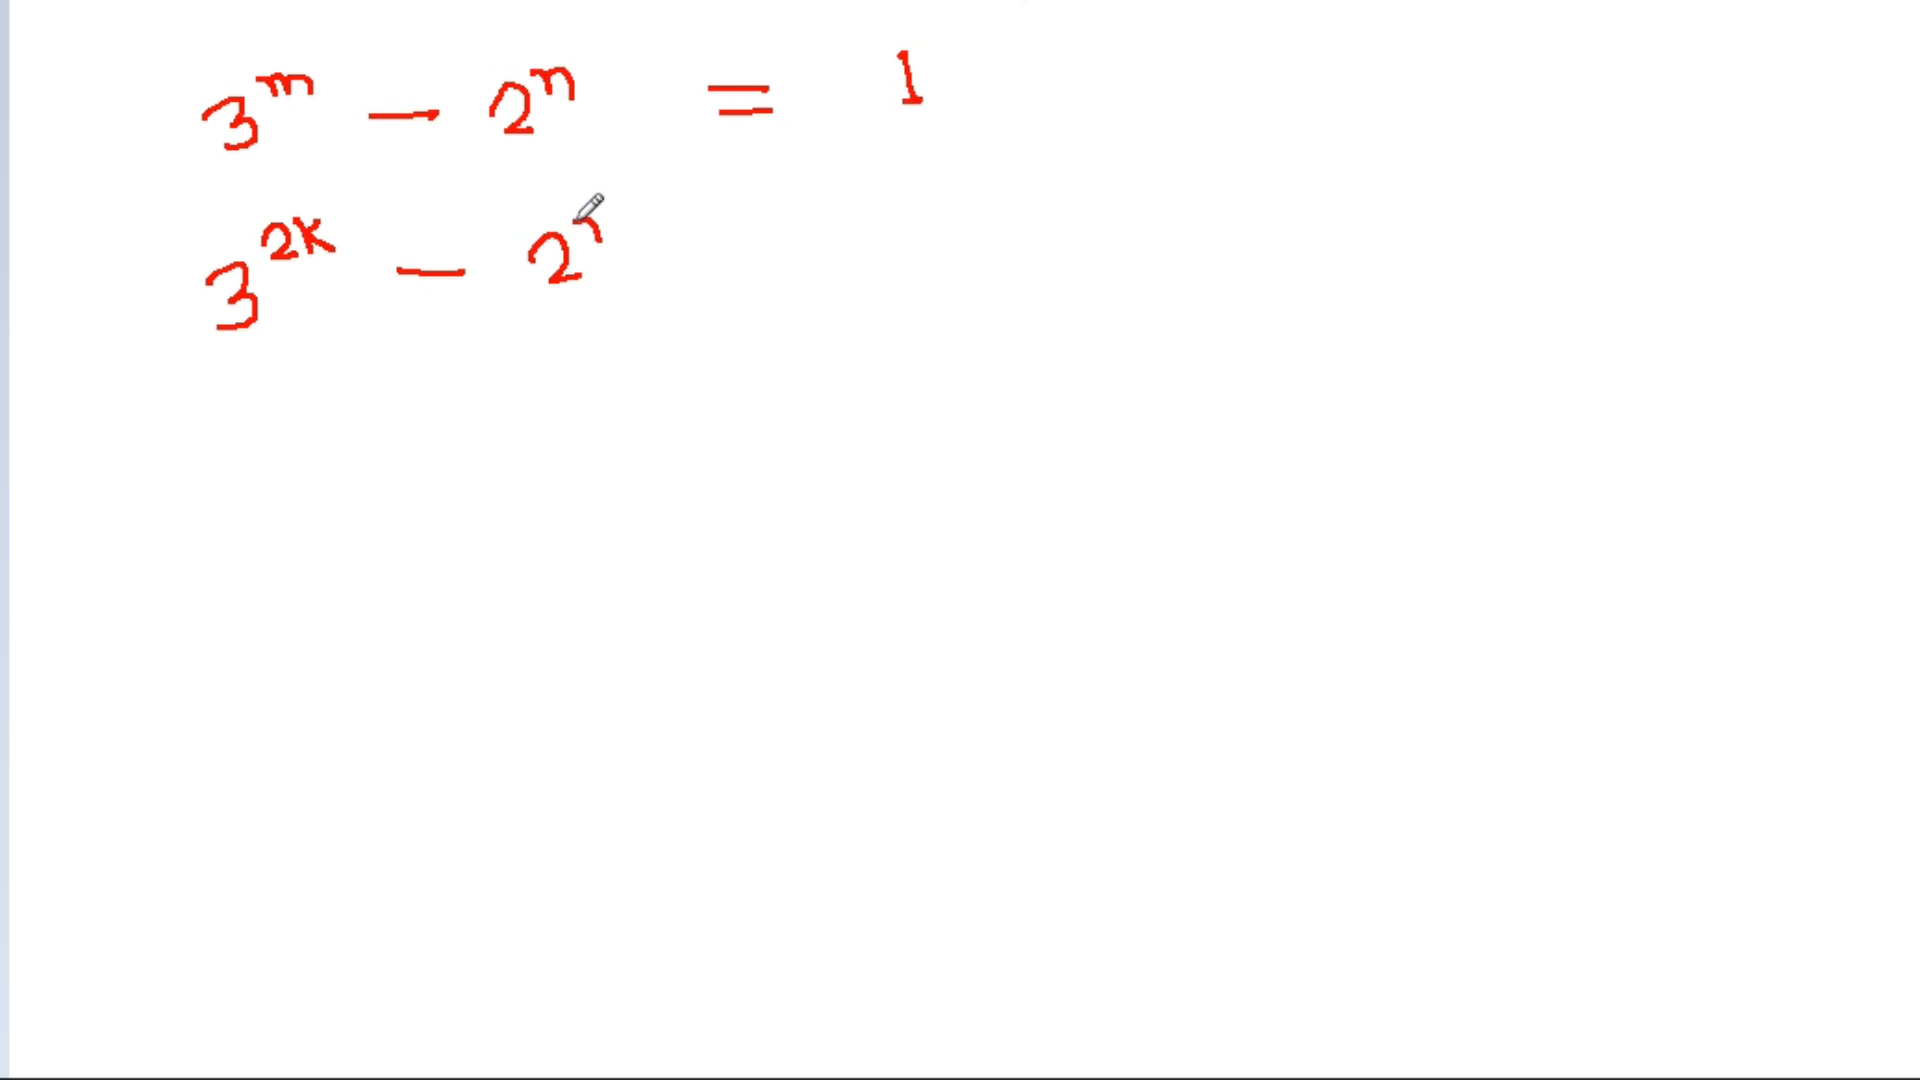 3^m - 2^n = 1
3^{2k} - 2